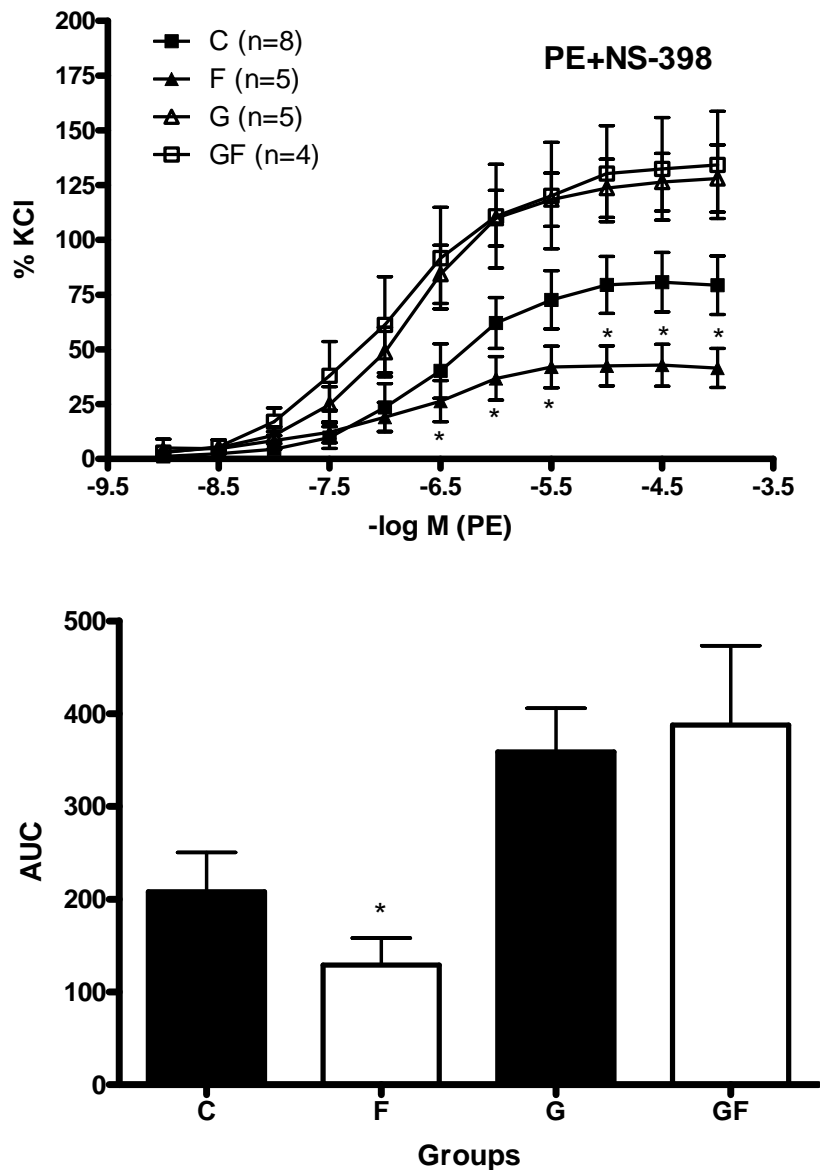 200
175
150
125
100
75
50
25
0
% KCl
C (n=8)
F (n=5)
G (n=5)
GF (n=4)
PE+NS-398
* * *
* * *
-9.5 -8.5 -7.5 -6.5 -5.5 -4.5 -3.5
-log M (PE)
500
400
300
200
100
0
AUC
*
C F G GF
Groups